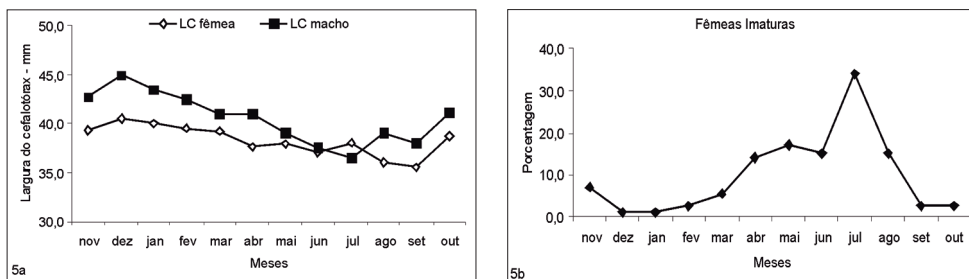 50,0
LC fêmea LC macho
45,0
40,0
35,0
30,0
Largura do cefalotórax - mm
nov dez jan fev mar abr mai jun jul ago set out
Meses
5a
Fêmeas Imaturas
40,0
30,0
20,0
10,0
0,0
Porcentagem
nov dez jan fev mar abr mai jun jul ago set out
Meses
5b